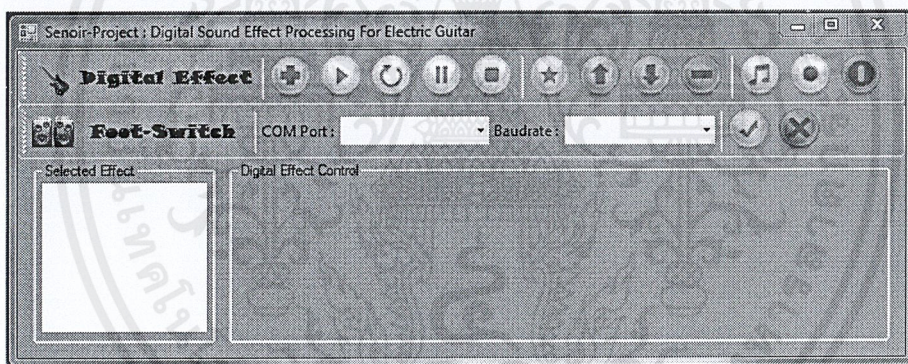 Senoir-Project : Digital Sound Effect Processing For Electric Guitar
Digital Effect
Foot-Switch COM Port : Baudrate :
Selected Effect Digital Effect Control